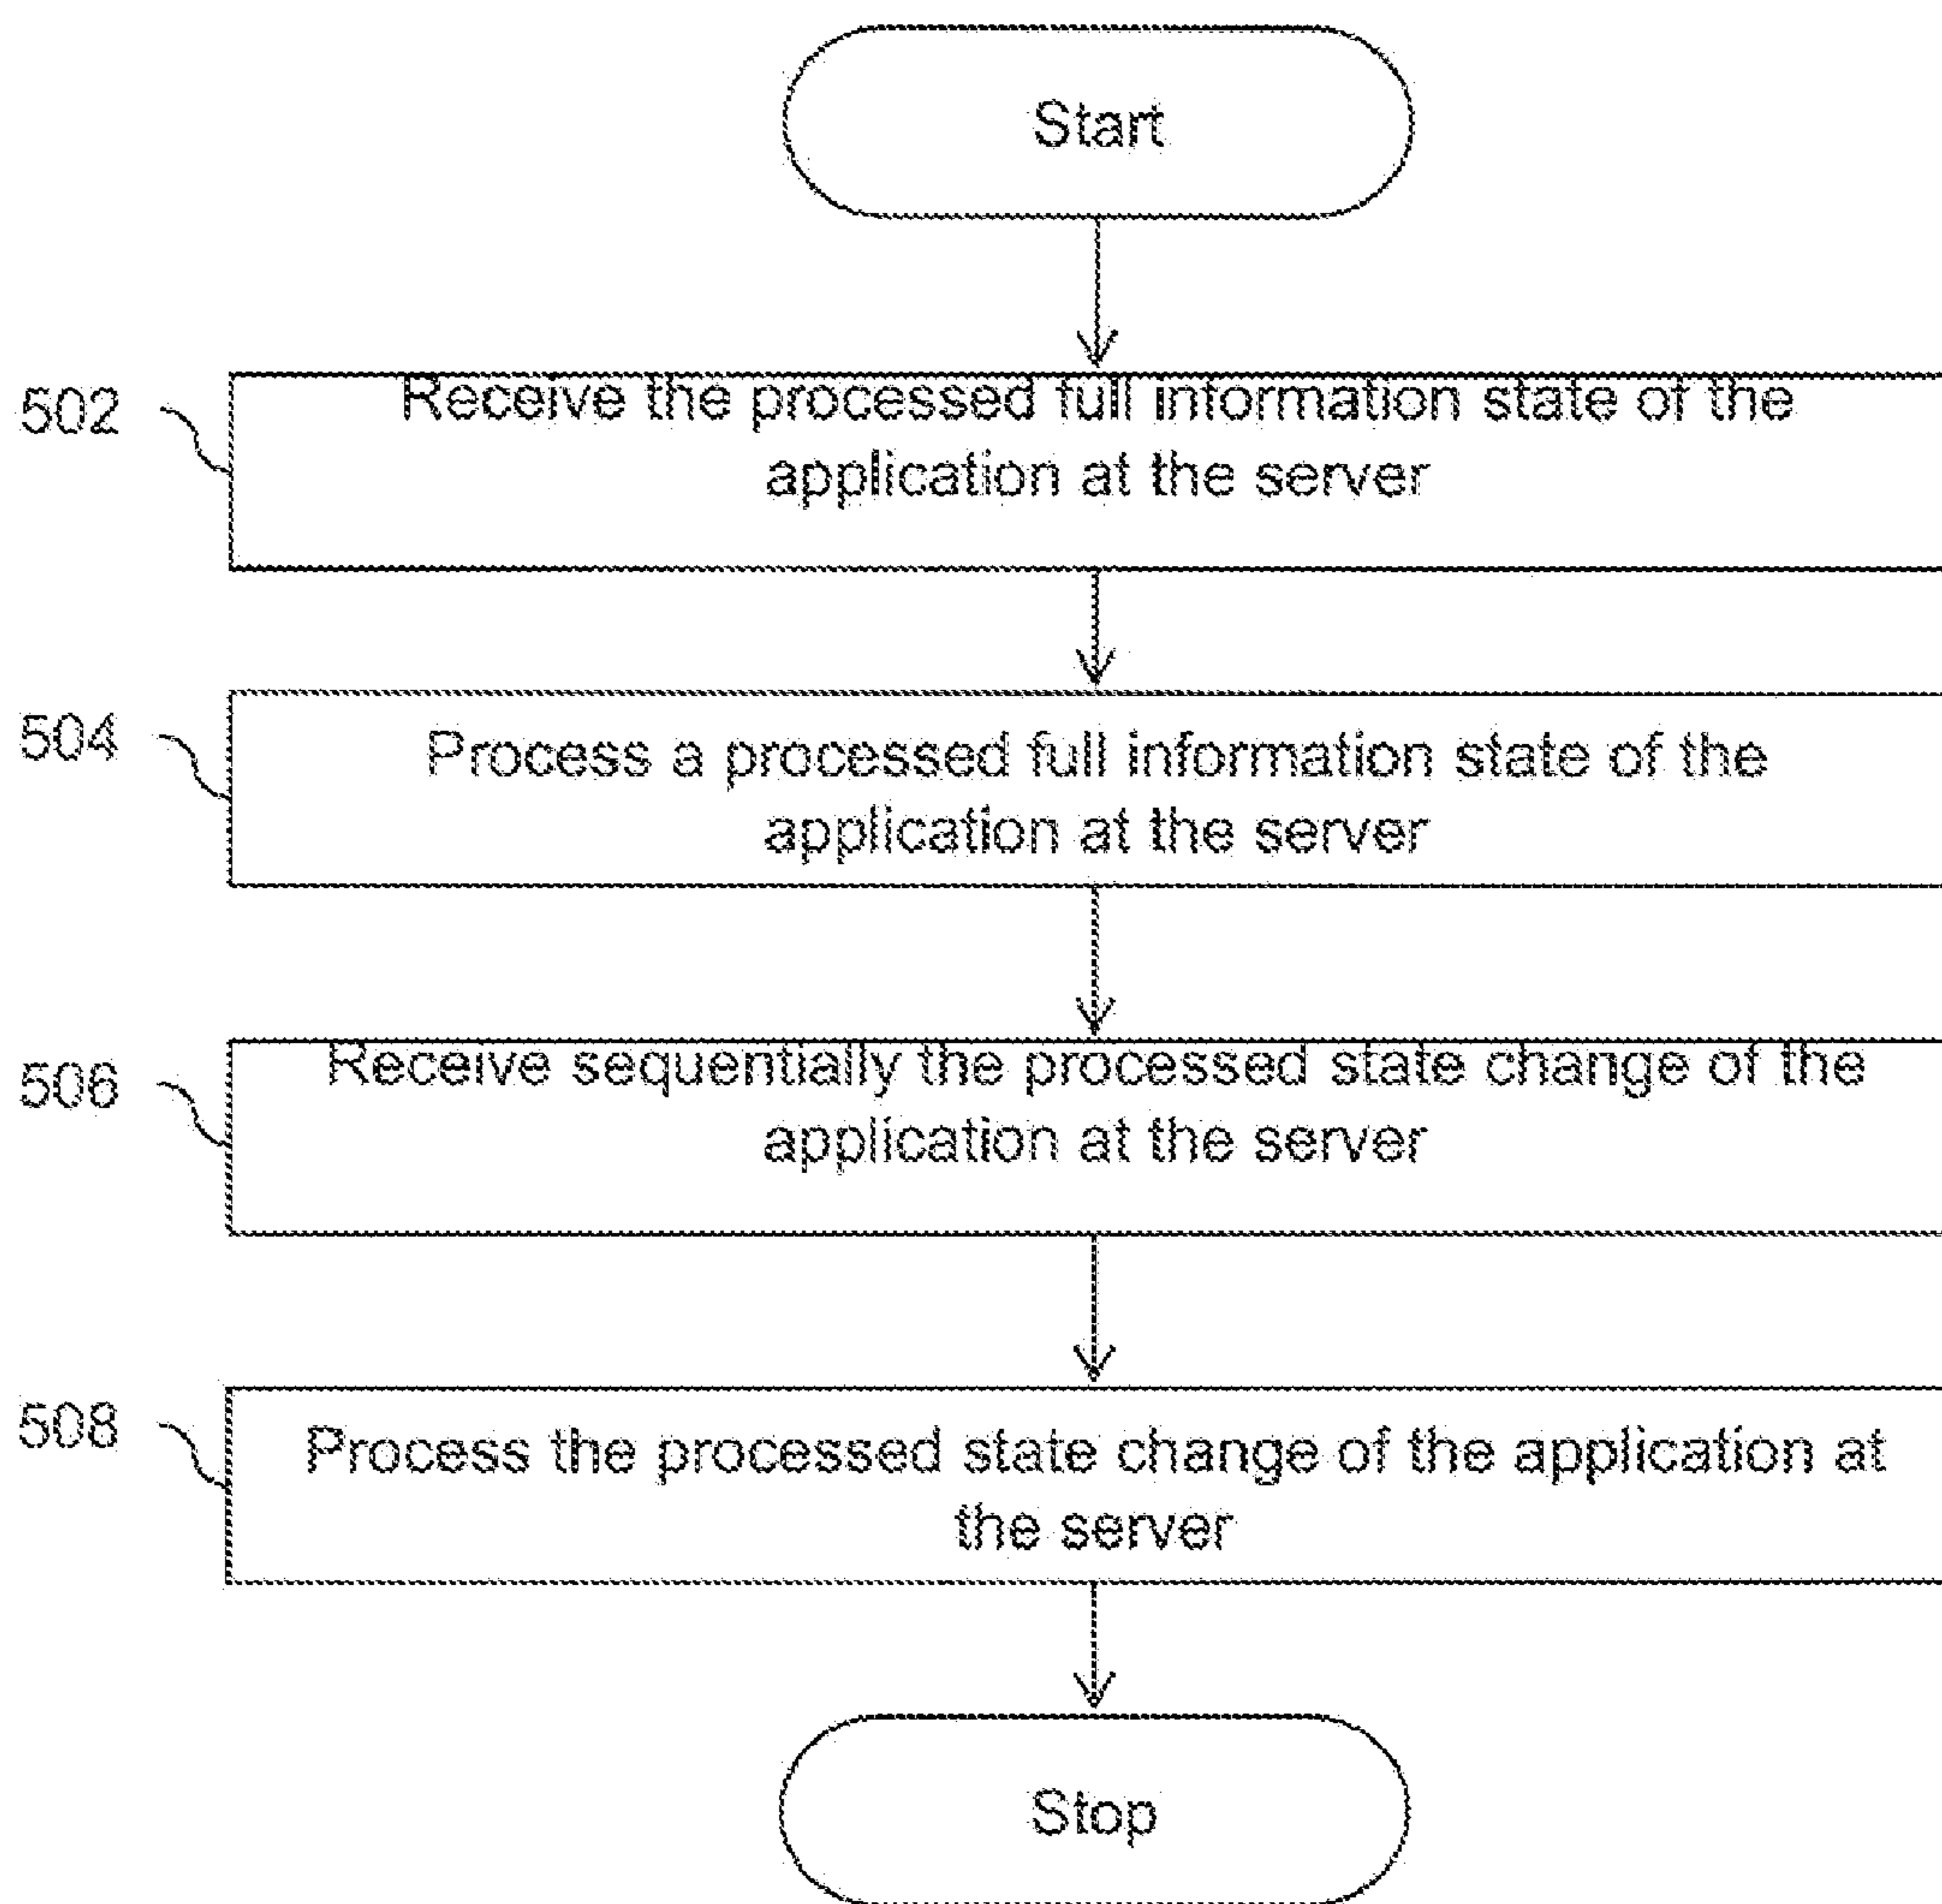 Start
502
Receive the processed full information state of the
application at the server
504
Process a processed full information state of the
application at the server
506
Receive sequentially the processed state change of the
application at the server
508
Process the processed state change of the application at
the server
Stop